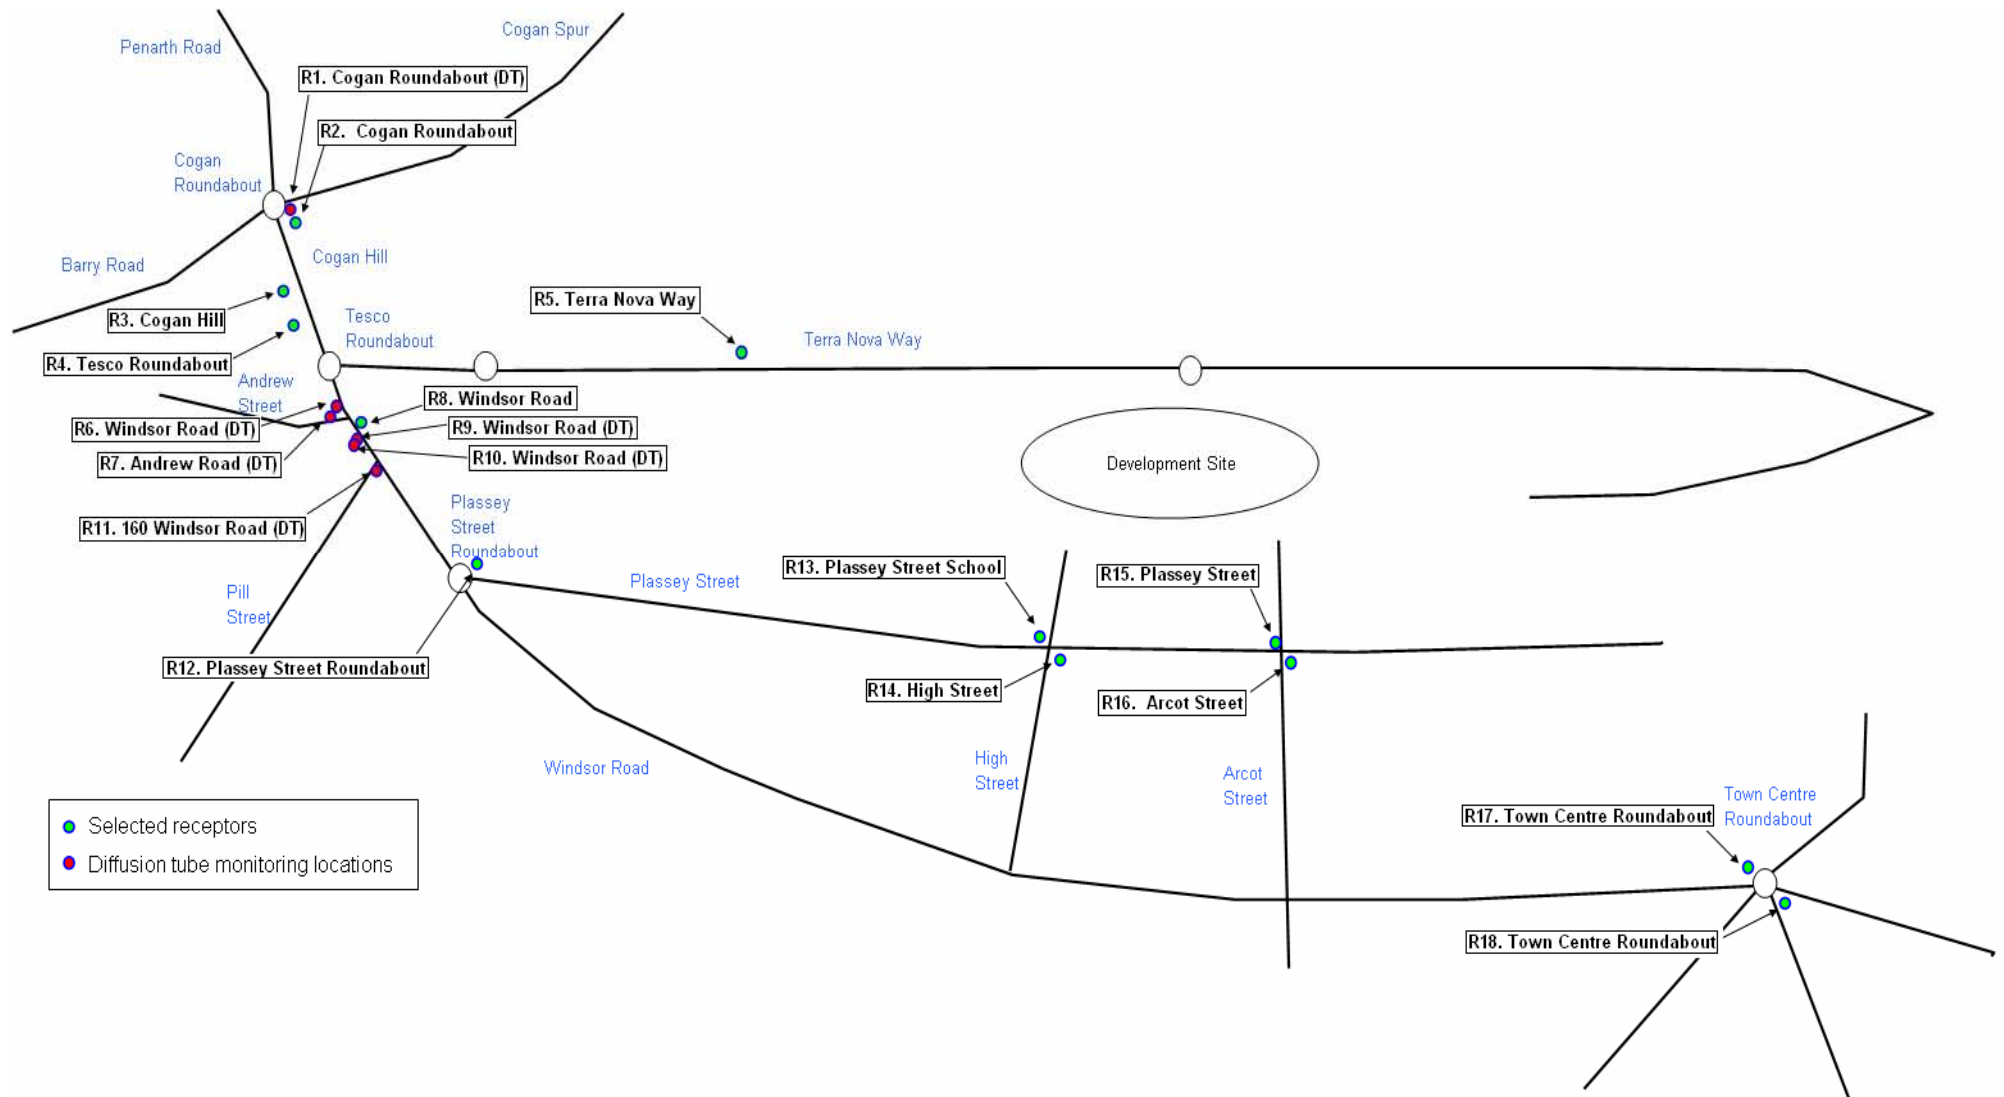 Cogan Spur
Penarth Road
R1. Cogan Roundabout (DT)
R2. Cogan Roundabout
Cogan
Roundabout
Cogan Hill
Barry Road
R5. Terra Nova Way
R3. Cogan Hill
Tesco
Roundabout
Terra Nova Way
R4. Tesco Roundabout
Andrew
Street
R8. Windsor Road
R6. Windsor Road (DT)
R9. Windsor Road (DT)
R10. Windsor Road (DT)
R7. Andrew Road (DT)
Development Site
Plassey
Street
Roundabout
R11. 160 Windsor Road (DT)
R13. Plassey Street School
R15. Plassey Street
Plassey Street
Pill
Street
R12. Plassey Street Roundabout
R14. High Street
R16. Arcot Street
Windsor Road
High
Street
Arcot
Street
Town Centre
Roundabout
R17. Town Centre Roundabout
Selected receptors
Diffusion tube monitoring locations
R18. Town Centre Roundabout